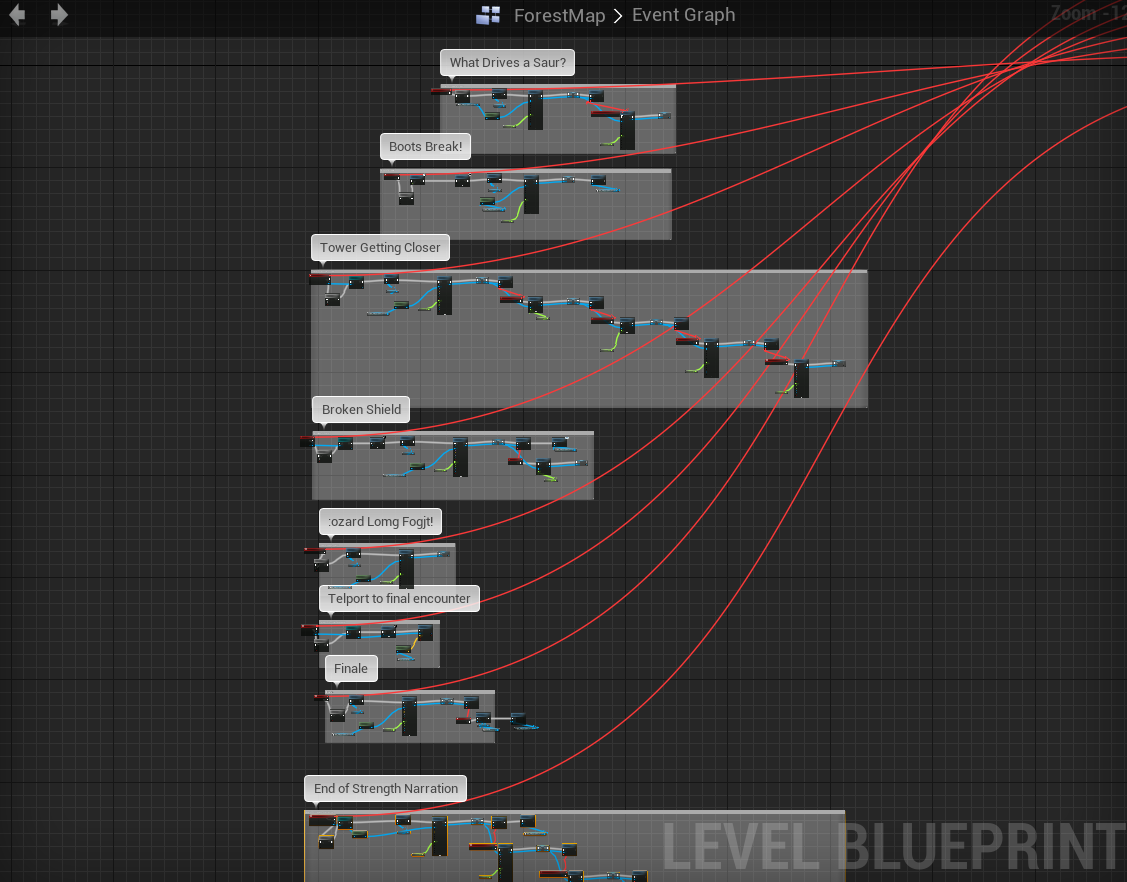 ForestMap > Event Graph
Zoom -12
What Drives a Saur?
Boots Break!
Tower Getting Closer
Broken Shield
:ozard Lomg Fogjt!
Telport to final encounter
Finale
End of Strength Narration
LEVEL BLUEPRINT